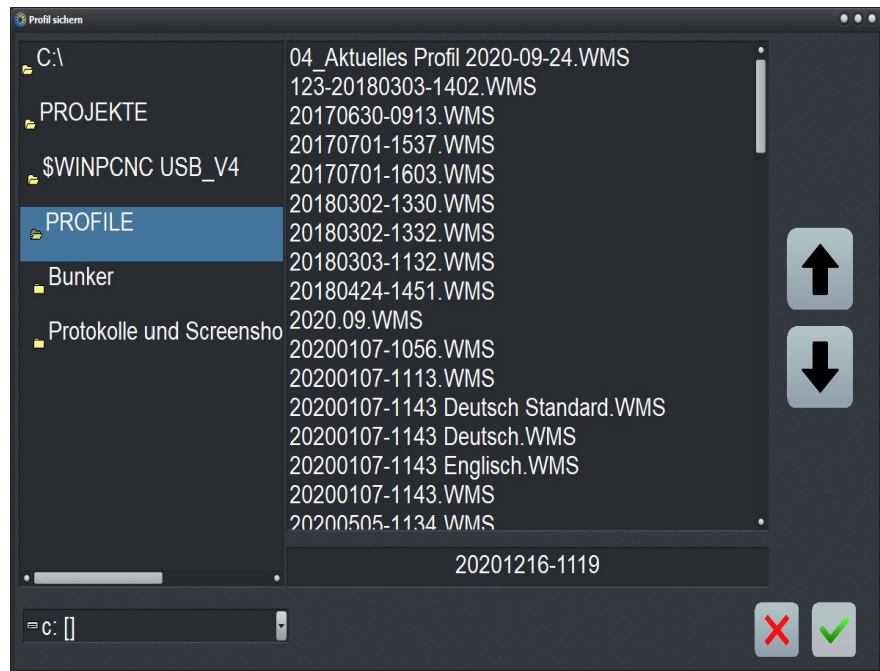 Profil sichern
C:\
PROJEKTE
$WINPCNC USB_V4
PROFILE
Bunker
Protokolle und Screensho
04_Aktuelles Profil 2020-09-24.WMS
123-20180303-1402.WMS
20170630-0913.WMS
20170701-1537.WMS
20170701-1603.WMS
20180302-1330.WMS
20180302-1332.WMS
20180303-1132.WMS
20180424-1451.WMS
2020.09.WMS
20200107-1056.WMS
20200107-1113.WMS
20200107-1143 Deutsch Standard.WMS
20200107-1143 Deutsch.WMS
20200107-1143 Englisch.WMS
20200107-1143.WMS
20200505-1134.WMS
20201216-1119
c: []